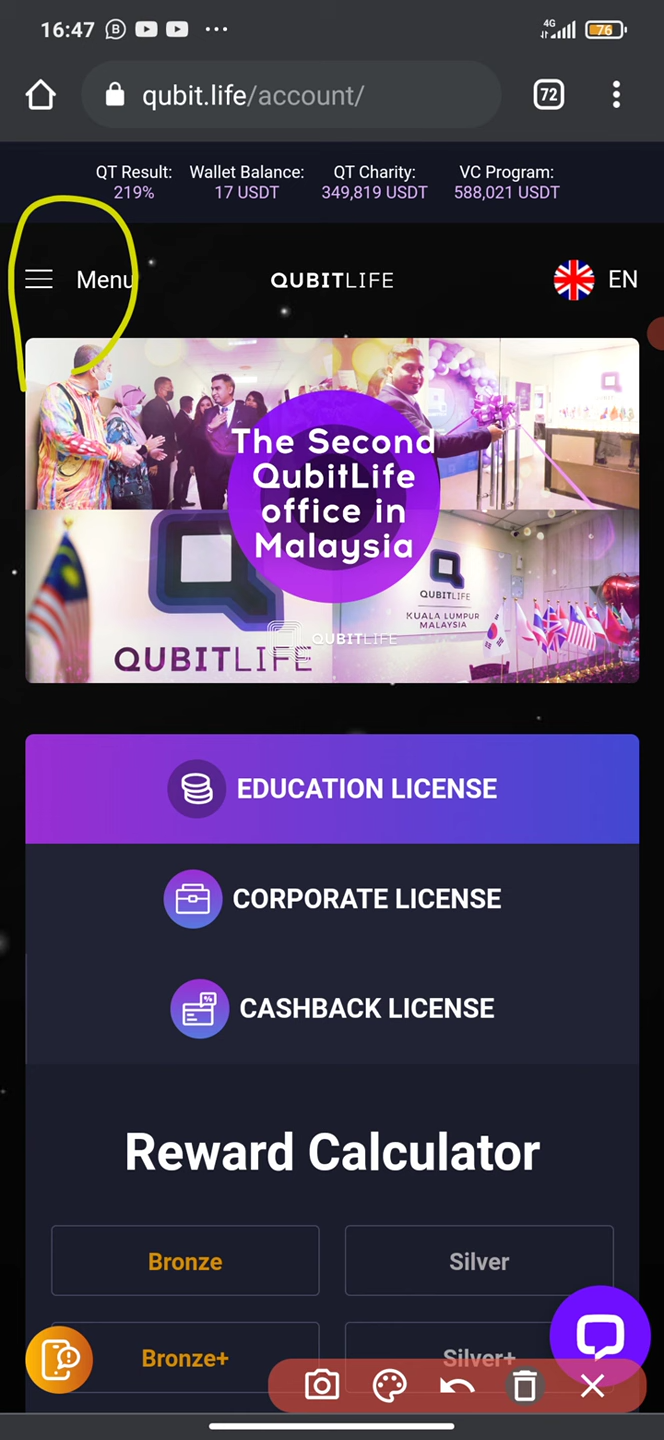 16:47
4G
76
qubit.life/account/
72
QT Result: Wallet Balance: QT Charity: VC Program:
219% 17 USDT 349,819 USDT 588,021 USDT
Menu QUBITLIFE EN
The Second
QubitLife
office in
Malaysia
QUBITLIFE
KUALA LUMPUR
MALAYSIA
QUBITLIFE
QUBITLIFE
EDUCATION LICENSE
CORPORATE LICENSE
CASHBACK LICENSE
Reward Calculator
Bronze Silver
Bronze+ Silver+